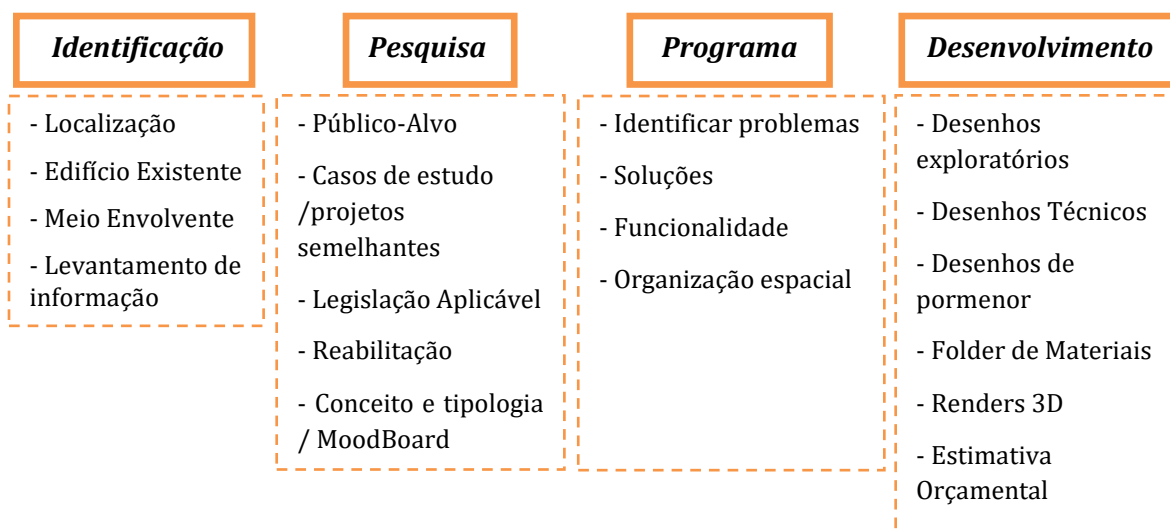 Identificação
- Localização
- Edifício Existente
- Meio Envolvente
- Levantamento de
informação
Pesquisa
- Público-Alvo
- Casos de estudo
/projetos
semelhantes
- Legislação Aplicável
- Reabilitação
- Conceito e tipologia
/ MoodBoard
Programa
- Identificar problemas
- Soluções
- Funcionalidade
- Organização espacial
Desenvolvimento
- Desenhos
exploratórios
- Desenhos Técnicos
- Desenhos de
pormenor
- Folder de Materiais
- Renders 3D
- Estimativa
Orçamental